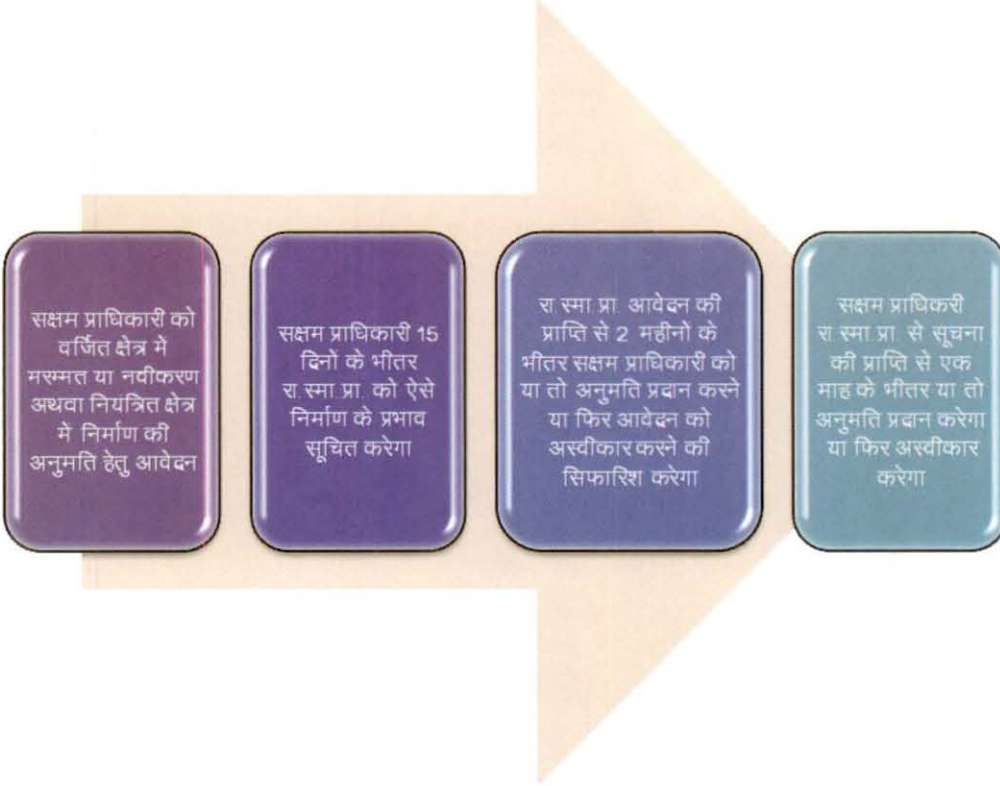 सक्षम प्राधिकारी को
वर्जित क्षेत्र में
मरम्मत या नवीकरण
अथवा नियंत्रित क्षेत्र
में निर्माण की
अनुमति हेतु आवेदन
सक्षम प्राधिकारी 15
दिनों के भीतर
रा. स्मा. प्रा. को ऐसे
निर्माण के प्रभाव
सूचित करेगा
रा. स्मा. प्रा. आवेदन की
प्राप्ति से 2 महीनों के
भीतर सक्षम प्राधिकारी को
या तो अनुमति प्रदान करने
या फिर आवेदन को
अस्वीकार करने की
सिफारिश करेगा
सक्षम प्राधिकरी
रा. स्मा. प्रा. से सूचना
की प्राप्ति से एक
माह के भीतर या तो
अनुमति प्रदान करेगा
या फिर अस्वीकार
करेगा